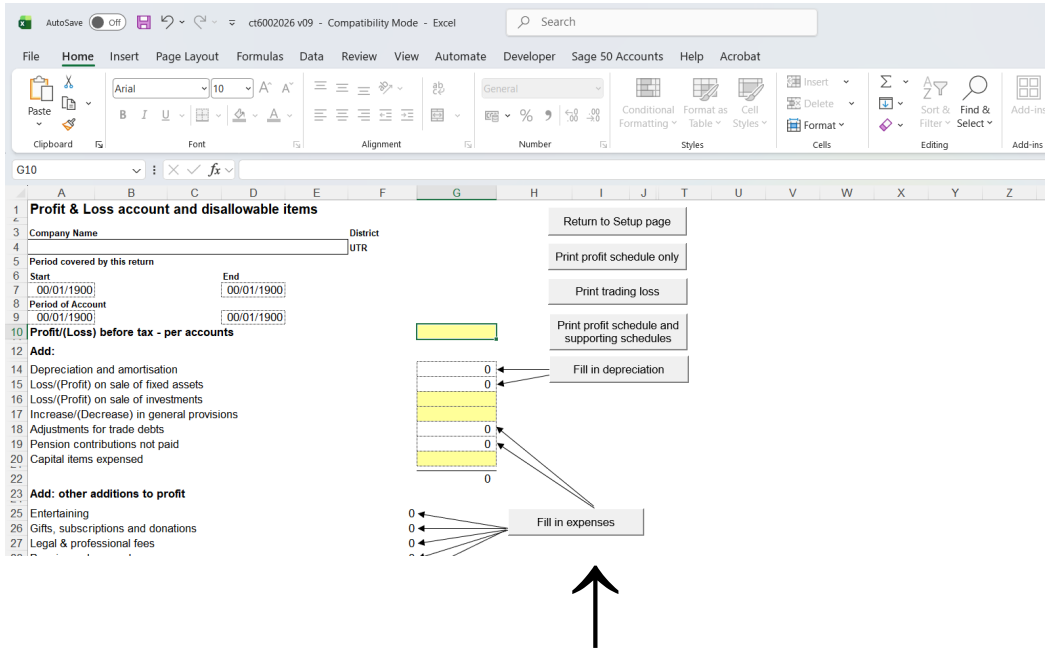 AutoSave Off ct6002026 v09 - Compatibility Mode - Excel Search
File Home Insert Page Layout Formulas Data Review View Automate Developer Sage 50 Accounts Help Acrobat
Paste Arial 10 A^ A˅ ab General Conditional Format as Cell Insert Sort & Find & Add-ins
B I U A % 9 Formatting Table Styles Delete Filter Select
Format
Clipboard Font Alignment Number Styles Cells Editing Add-ins
G10 fx
A B C D E F G H I J T U V W X Y Z
1 Profit & Loss account and disallowable items
Return to Setup page
3 Company Name District
4 UTR
5 Period covered by this return Print profit schedule only
6 Start End
7 00/01/1900 00/01/1900 Print trading loss
8 Period of Account
9 00/01/1900 00/01/1900
10 Profit/(Loss) before tax - per accounts
Print profit schedule and
supporting schedules
12 Add:
14 Depreciation and amortisation 0 Fill in depreciation
15 Loss/(Profit) on sale of fixed assets 0
16 Loss/(Profit) on sale of investments
17 Increase/(Decrease) in general provisions
18 Adjustments for trade debts 0
19 Pension contributions not paid 0
20 Capital items expensed
22 0
23 Add: other additions to profit
25 Entertaining 0
26 Gifts, subscriptions and donations 0 Fill in expenses
27 Legal & professional fees 0